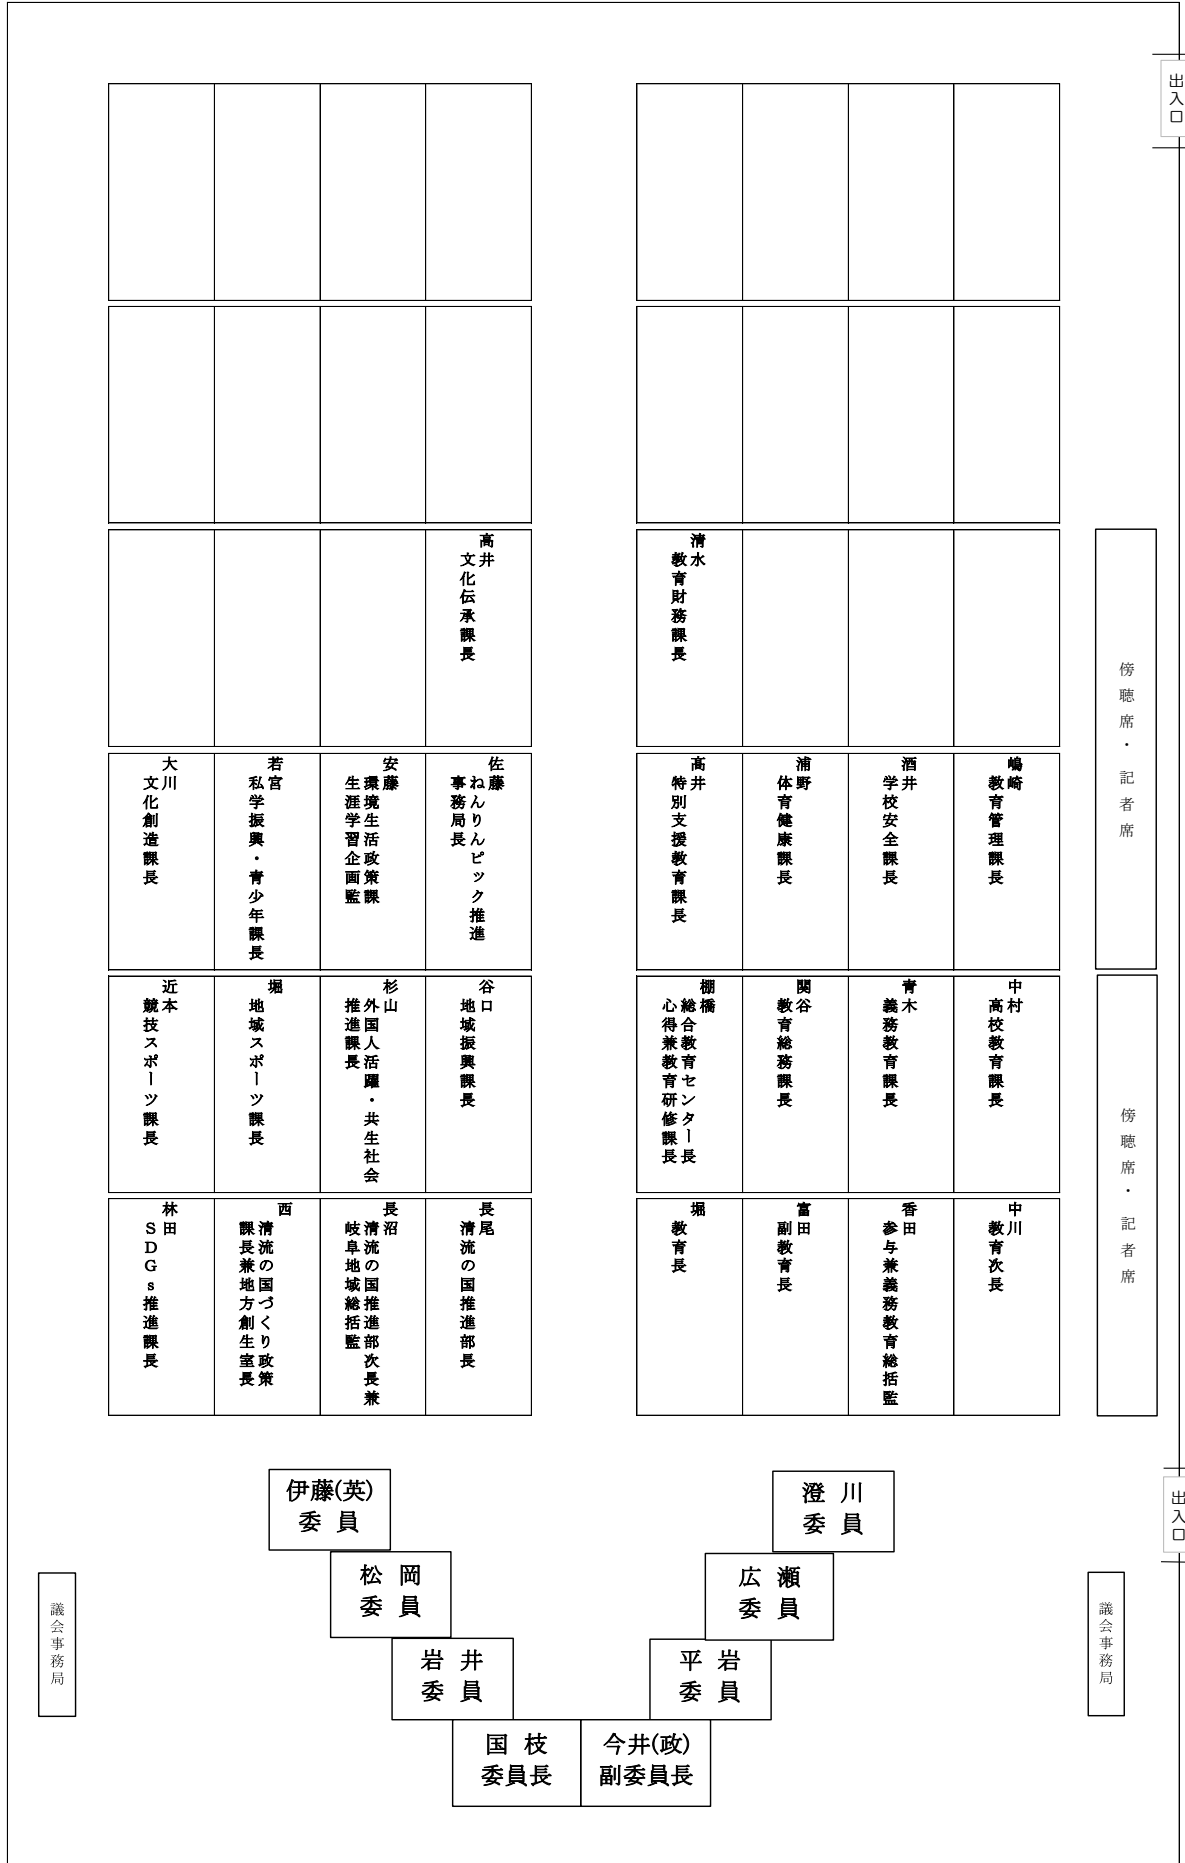 出入口
高井
文化伝承課長
清水
教育財務課長
傍聴席・記者席
大川
文化創造課長
若宮
私学振興・青少年課長
安藤
環境生活政策課
生涯学習企画監
佐藤
ねんりんピック推進
事務局長
高井
特別支援教育課長
浦野
体育健康課長
酒井
学校安全課長
嶋崎
教育管理課長
近本
競技スポーツ課長
堀
地域スポーツ課長
杉山
外国人活躍・共生社会
推進課長
谷口
地域振興課長
棚橋
総合教育センター長
心得兼教育研修課長
関谷
教育総務課長
青木
義務教育課長
中村
高校教育課長
傍聴席・記者席
林田
SDGs推進課長
西
清流の国づくり政策
課長兼地方創生室長
長沼
清流の国推進部次長兼
岐阜地域総括監
長尾
清流の国推進部長
堀
教育長
富田
副教育長
香田
参与兼義務教育総括監
中川
教育次長
出入口
伊藤(英)
委員
澄川
委員
松岡
委員
広瀬
委員
議会事務局
議会事務局
岩井
委員
平岩
委員
国枝
委員長
今井(政)
副委員長